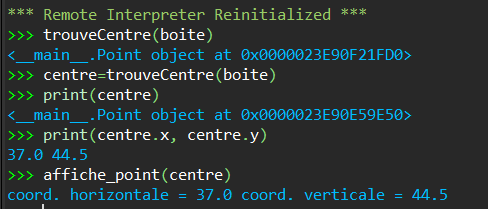 *** Remote Interpreter Reinitialized ***
>>> trouveCentre(boite)
<__main__.Point object at 0x0000023E90F21FD0>
>>> centre=trouveCentre(boite)
>>> print(centre)
<__main__.Point object at 0x0000023E90E59E50>
>>> print(centre.x, centre.y)
37.0 44.5
>>> affiche_point(centre)
coord. horizontale = 37.0 coord. verticale = 44.5